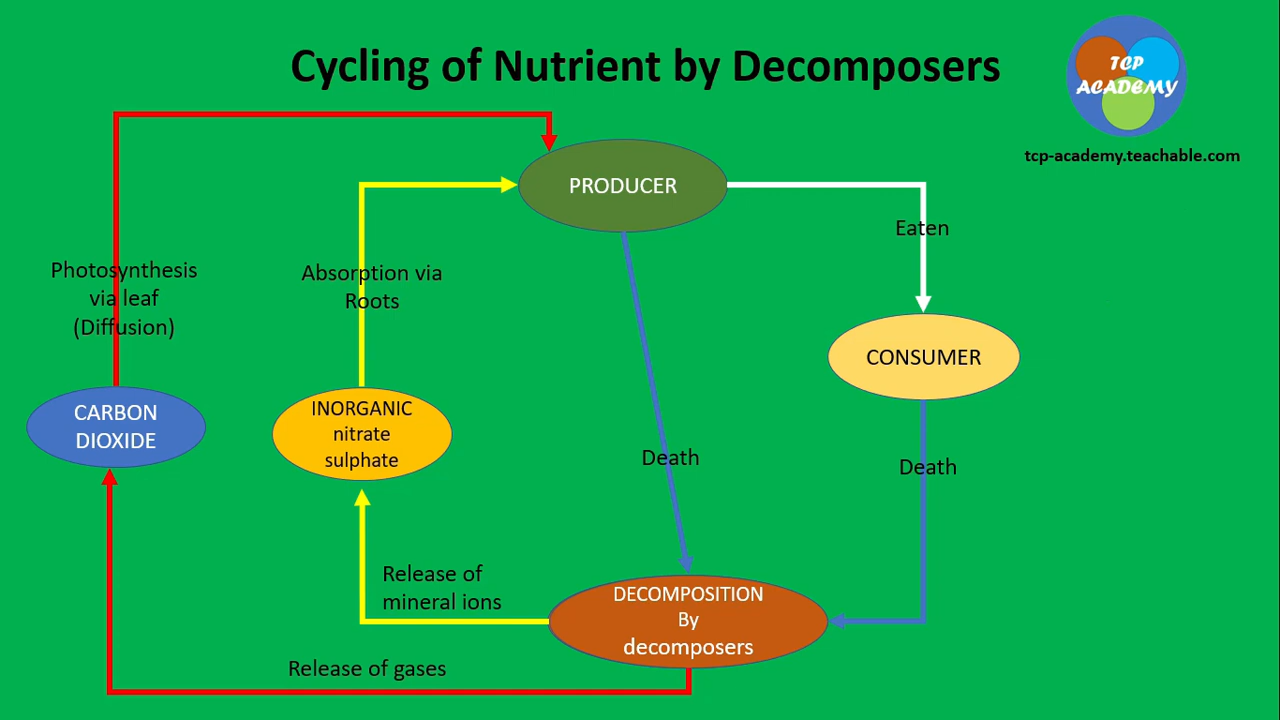 Cycling of Nutrient by Decomposers
TCP
ACADEMY
tcp-academy.teachable.com
PRODUCER
Eaten
Photosynthesis
via leaf
(Diffusion)
Absorption via
Roots
CONSUMER
CARBON
DIOXIDE
INORGANIC
nitrate
sulphate
Death
Death
Release of
mineral ions
DECOMPOSITION
By
decomposers
Release of gases